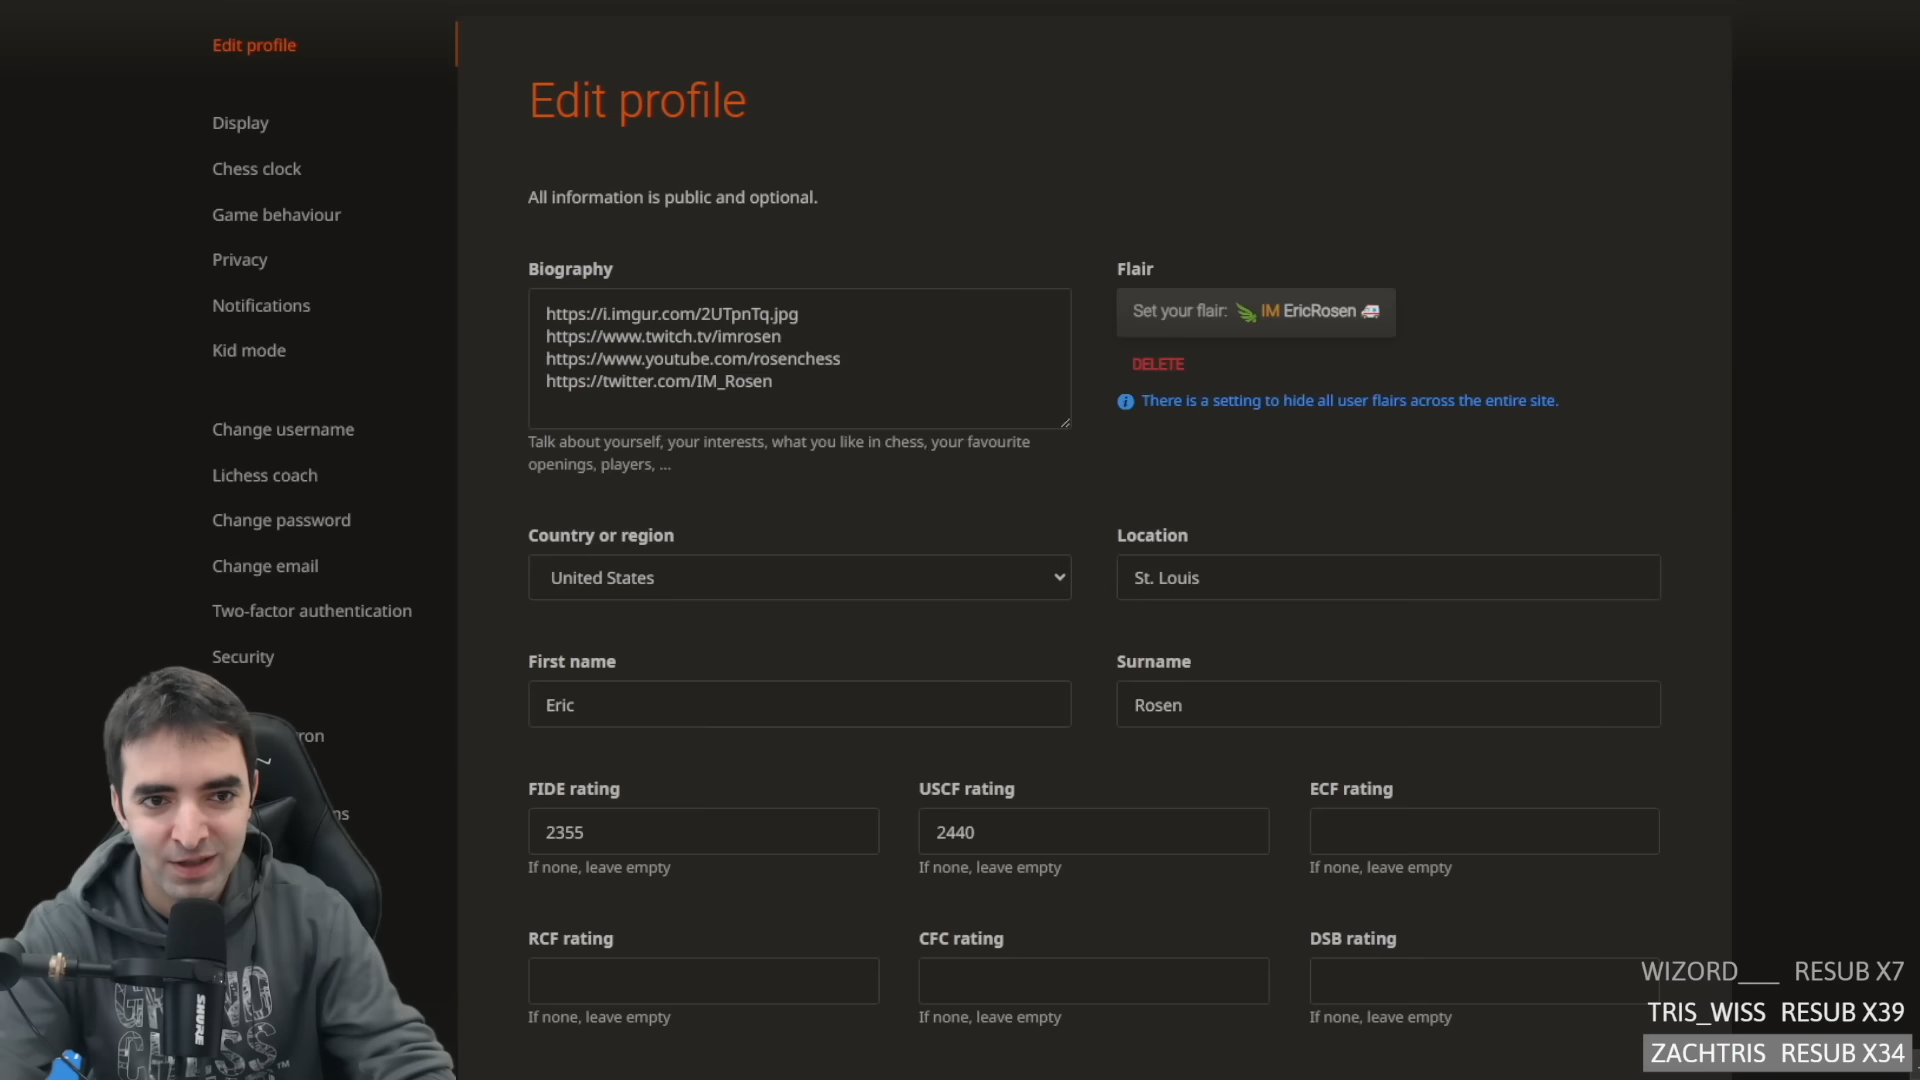 Edit profile
Display
Chess clock
Game behaviour
Privacy
Notifications
Kid mode
Change username
Lichess coach
Change password
Change email
Two-factor authentication
Security
Edit profile
All information is public and optional.
Biography
https://i.imgur.com/2UTpnTq.jpg
https://www.twitch.tv/imrosen
https://www.youtube.com/rosenchess
https://twitter.com/IM_Rosen
Talk about yourself, your interests, what you like in chess, your favourite
openings, players, ...
Flair
Set your flair: IM EricRosen
DELETE
There is a setting to hide all user flairs across the entire site.
Country or region
United States
Location
St. Louis
First name
Eric
Surname
Rosen
FIDE rating
2355
If none, leave empty
USCF rating
2440
If none, leave empty
ECF rating
If none, leave empty
RCF rating
If none, leave empty
CFC rating
If none, leave empty
DSB rating
If none, leave empty
WIZORD___ RESUB X7
TRIS_WISS RESUB X39
ZACHTRIS RESUB X34
SHURE